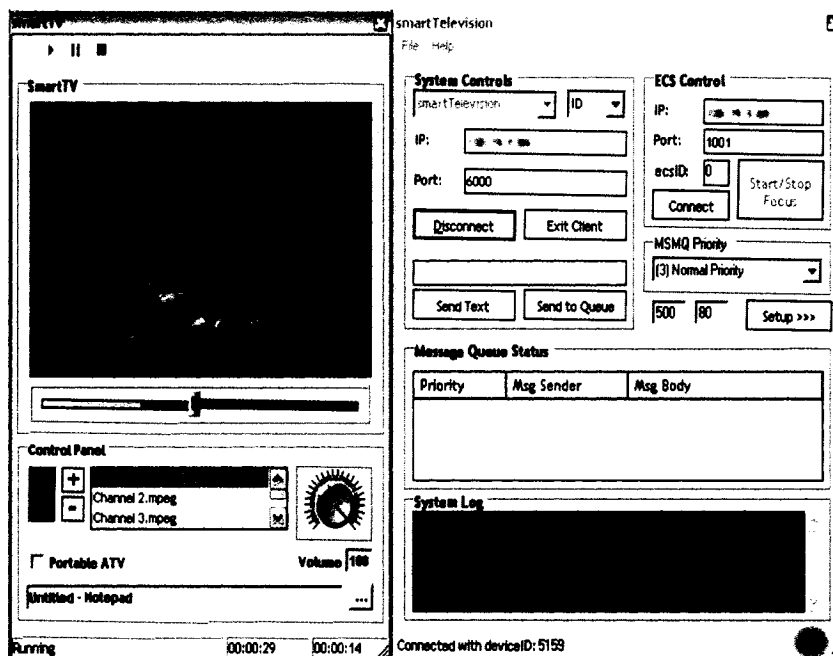 smartTV
SmartTV
Control Panel
+
-
Channel 2.mpeg
Channel 3.mpeg
Portable ATV
Volume 100
Untitled - Notepad
...
Running 00:00:29 00:00:14
smartTelevision
File Help
System Controls
smartTelevision ID
IP:
Port: 6000
Disconnect Exit Client
Send Text Send to Queue
ECS Control
IP:
Port: 1001
ecsID: 0
Connect Start/Stop Focus
MSMQ Priority
(3) Normal Priority
500 80 Setup >>>
Message Queue Status
Priority Msg Sender Msg Body
System Log
Connected with deviceID: 5159